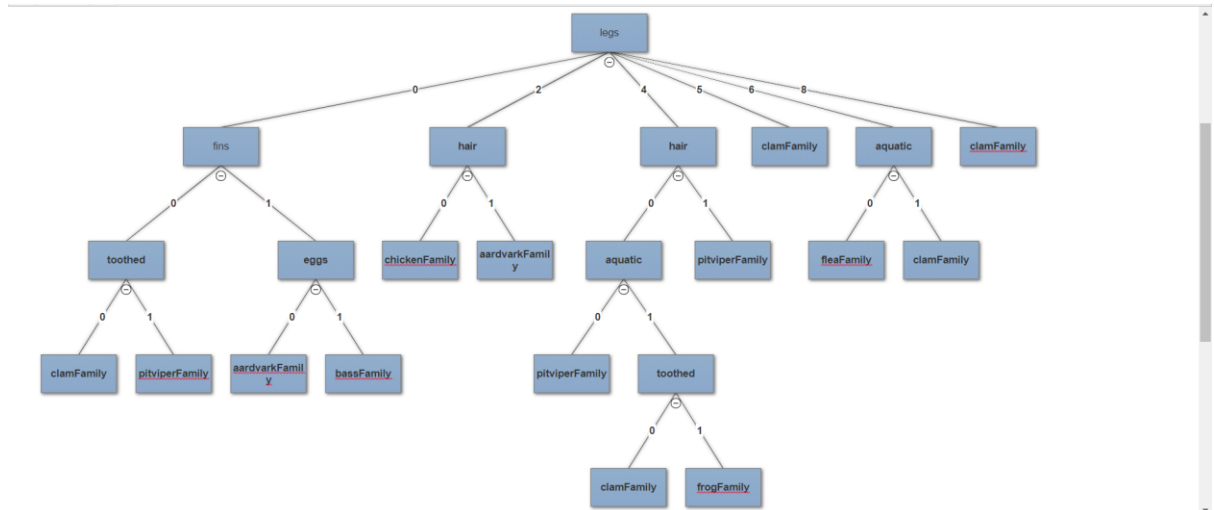 legs
0 2 4 5 6 8
fins hair hair clamFamily aquatic clamFamily
0 1 0 1 0 1 0 1
toothed eggs chickenFamily aardvarkFamil
y aquatic pitviperFamily fleaFamily clamFamily
0 1 0 1 0 1
clamFamily pitviperFamily aardvarkFamil
y bassFamily pitviperFamily toothed
0 1
clamFamily frogFamily